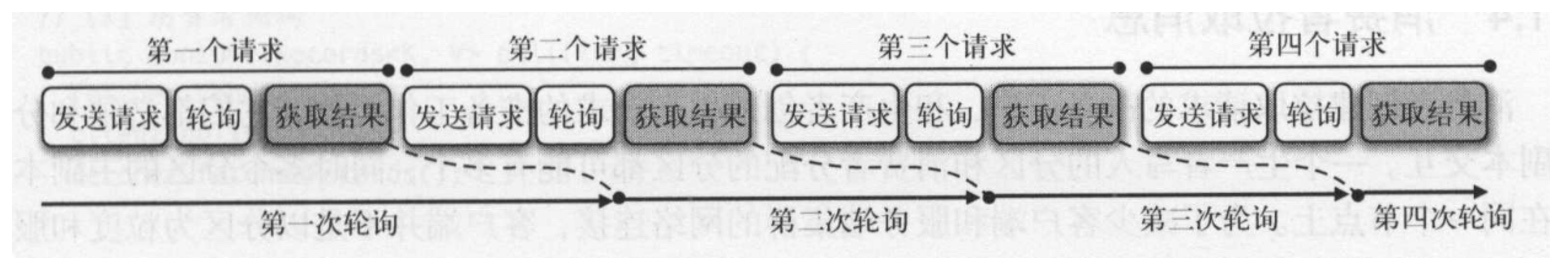 第一个请求 第二个请求 第三个请求 第四个请求
发送请求 轮询 获取结果 发送请求 轮询 获取结果 发送请求 轮询 获取结果 发送请求 轮询 获取结果
第一次轮询 第二次轮询 第三次轮询 第四次轮询